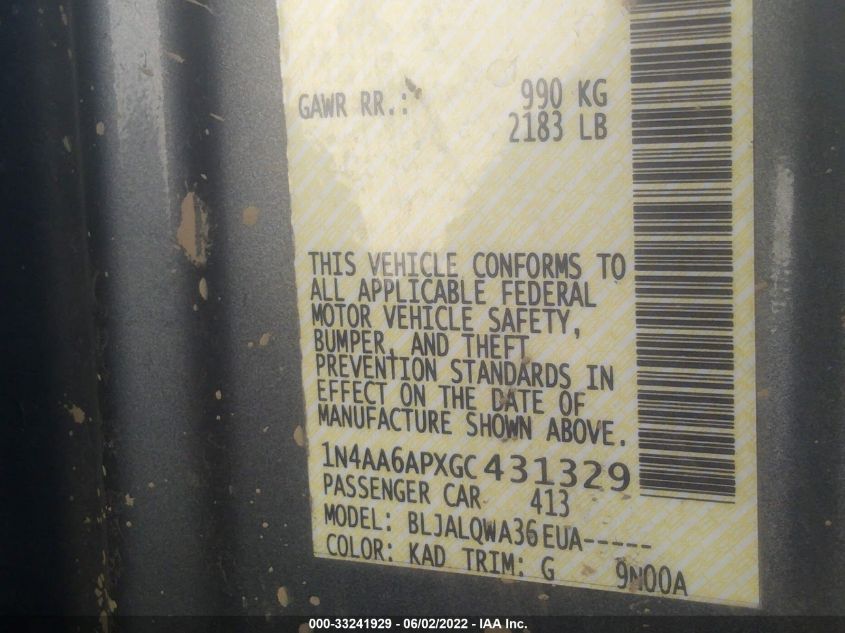 GAWR RR.: 990 KG
2183 LB
THIS VEHICLE CONFORMS TO
ALL APPLICABLE FEDERAL
MOTOR VEHICLE SAFETY,
BUMPER, AND THEFT
PREVENTION STANDARDS IN
EFFECT ON THE DATE OF
MANUFACTURE SHOWN ABOVE.
1N4AA6APXGC431329
PASSENGER CAR 413
MODEL: BLJALQWA36EUA-----
COLOR: KAD TRIM: G 9N00A
000-33241929 - 06/02/2022 - IAA Inc.